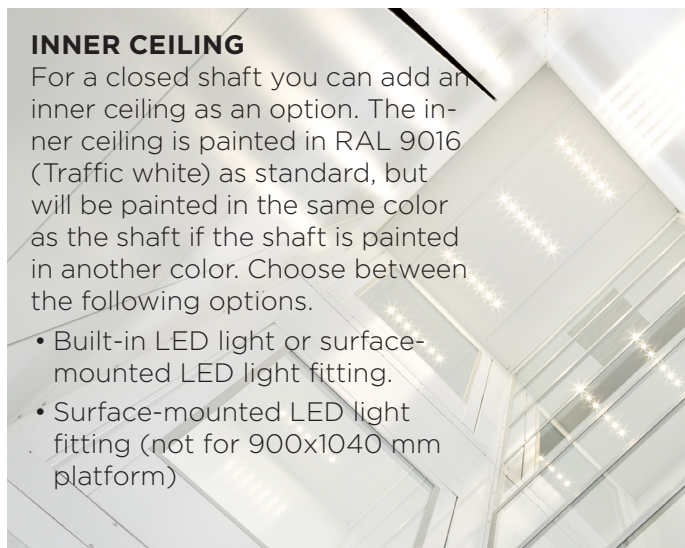 INNER CEILING
For a closed shaft you can add an
inner ceiling as an option. The in-
ner ceiling is painted in RAL 9016
(Traffic white) as standard, but
will be painted in the same color
as the shaft if the shaft is painted
in another color. Choose between
the following options.
• Built-in LED light or surface-
mounted LED light fitting.
• Surface-mounted LED light
fitting (not for 900x1040 mm
platform)